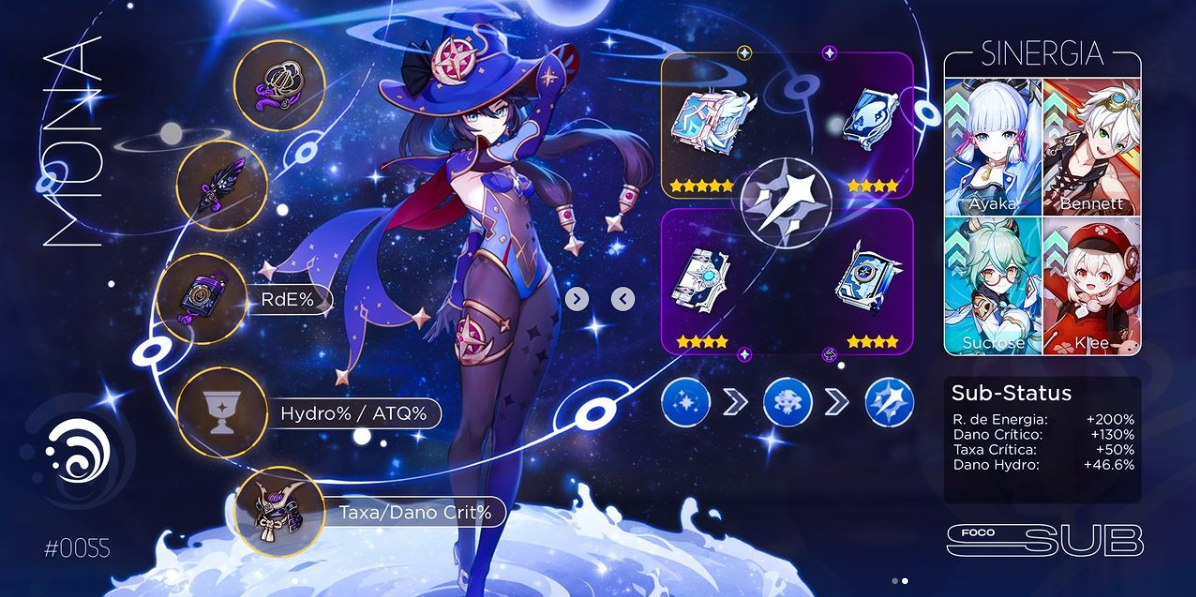 MONA
RdE%
Hydro% / ATQ%
Taxa/Dano Crit%
#0055
SINERGIA
Ayaka
Bennett
Sucrose
Klee
Sub-Status
R. de Energia: +200%
Dano Crítico: +130%
Taxa Crítica: +50%
Dano Hydro: +46.6%
FOCO
SUB